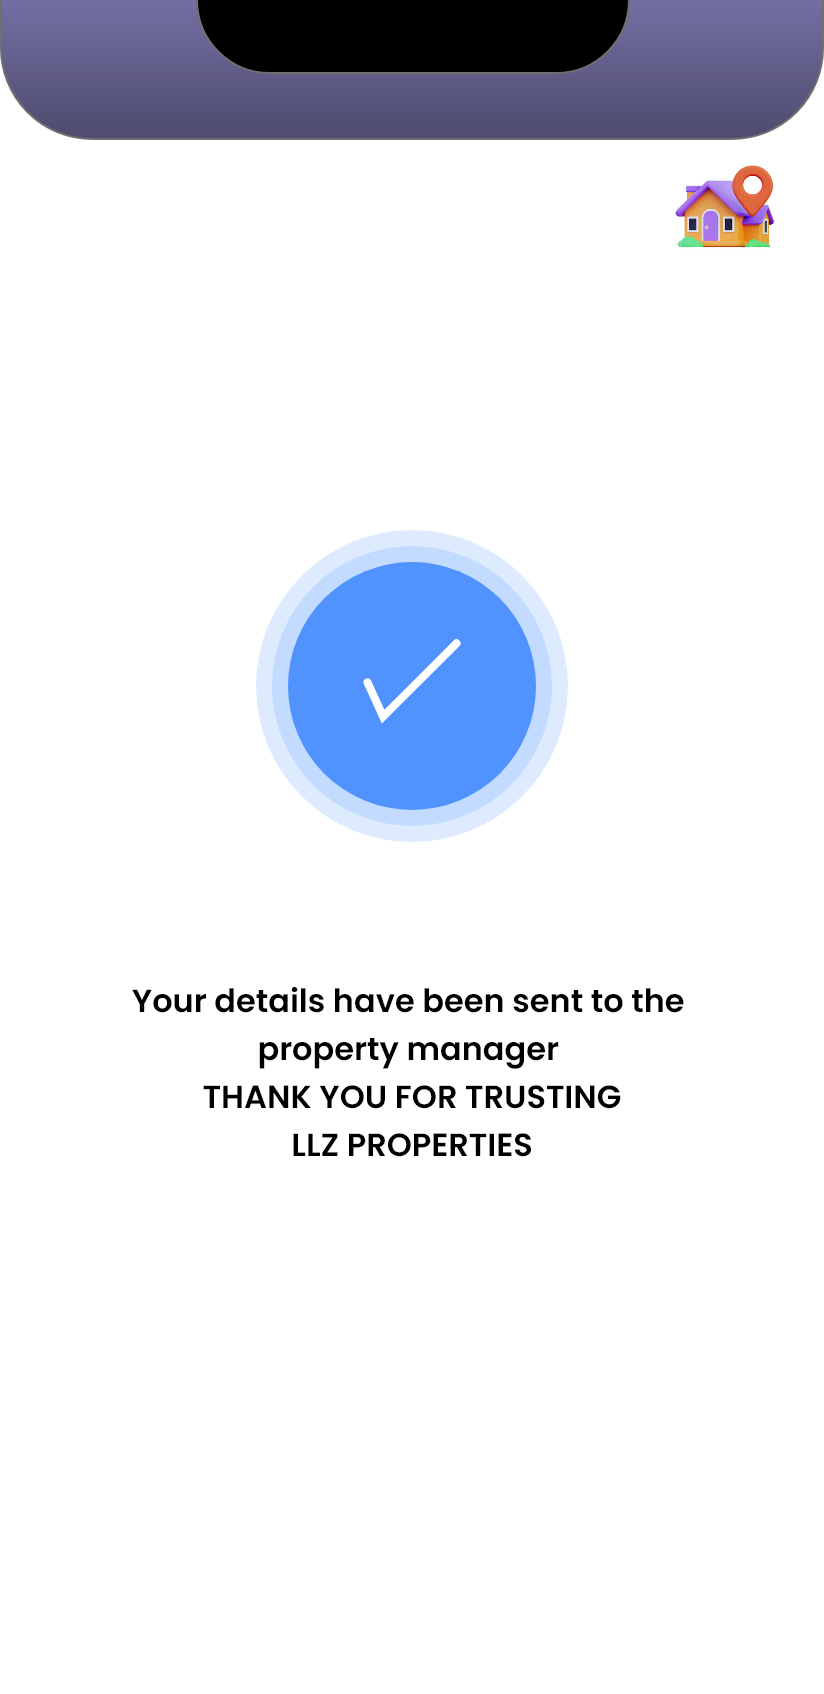 Your details have been sent to the
property manager
THANK YOU FOR TRUSTING
LLZ PROPERTIES